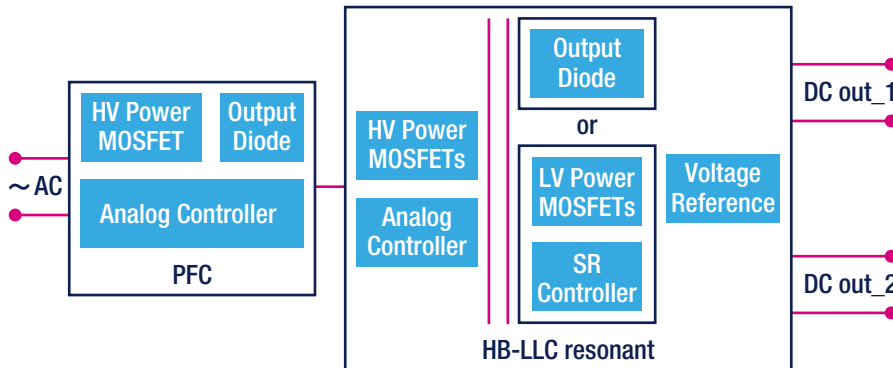 ~ AC
HV Power
MOSFET
Output
Diode
Analog Controller
PFC
HV Power
MOSFETs
Analog
Controller
Output
Diode
or
LV Power
MOSFETs
SR
Controller
Voltage
Reference
HB-LLC resonant
DC out_1
DC out_2